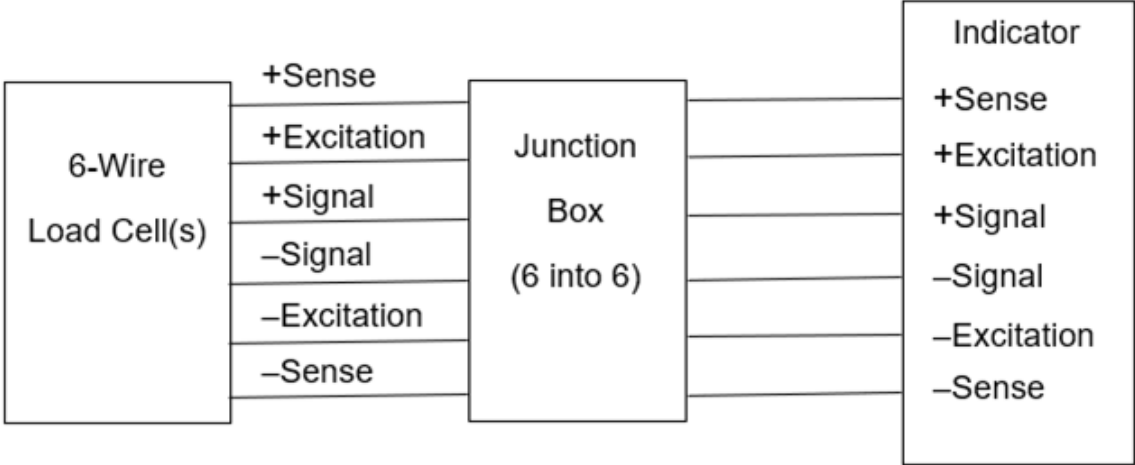 6-Wire
Load Cell(s)
+Sense
+Excitation
+Signal
–Signal
–Excitation
–Sense
Junction
Box
(6 into 6)
Indicator
+Sense
+Excitation
+Signal
–Signal
–Excitation
–Sense